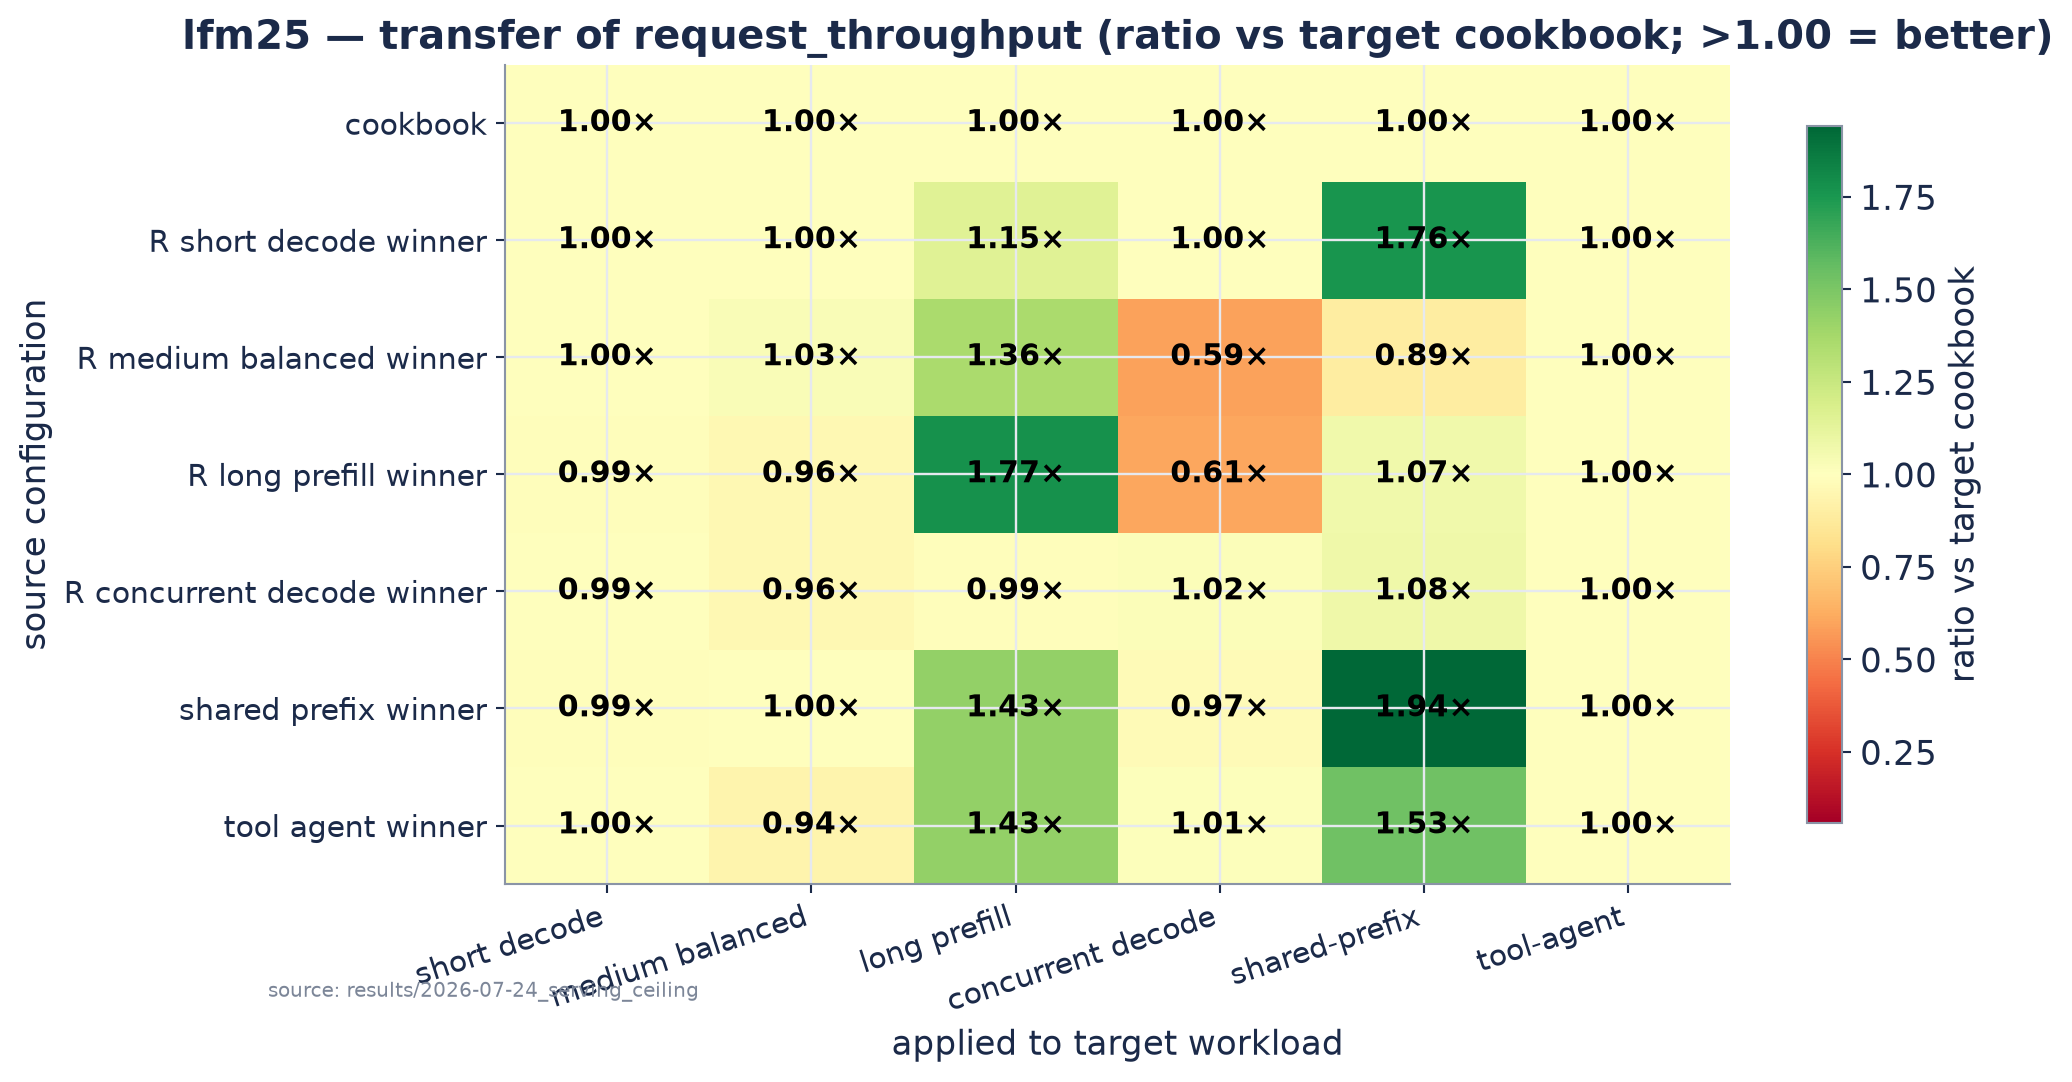 lfm25 — transfer of request_throughput (ratio vs target cookbook; >1.00 = better)
source configuration
cookbook 1.00× 1.00× 1.00× 1.00× 1.00× 1.00×
R short decode winner 1.00× 1.00× 1.15× 1.00× 1.76× 1.00×
R medium balanced winner 1.00× 1.03× 1.36× 0.59× 0.89× 1.00×
R long prefill winner 0.99× 0.96× 1.77× 0.61× 1.07× 1.00×
R concurrent decode winner 0.99× 0.96× 0.99× 1.02× 1.08× 1.00×
shared prefix winner 0.99× 1.00× 1.43× 0.97× 1.94× 1.00×
tool agent winner 1.00× 0.94× 1.43× 1.01× 1.53× 1.00×
short decode
medium balanced
long prefill
concurrent decode
shared-prefix
tool-agent
applied to target workload
1.75
1.50
1.25
1.00
0.75
0.50
0.25
ratio vs target cookbook
source: results/2026-07-24_serving_ceiling